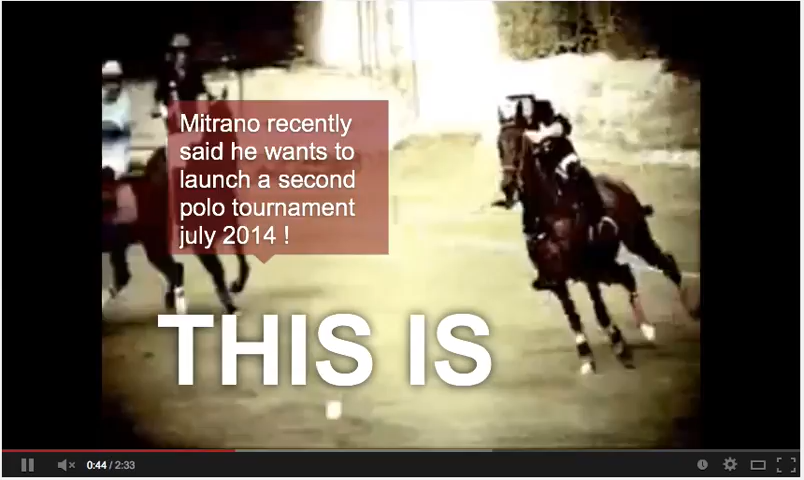 Mitrano recently
said he wants to
launch a second
polo tournament
july 2014 !
THIS IS
0:44 / 2:33